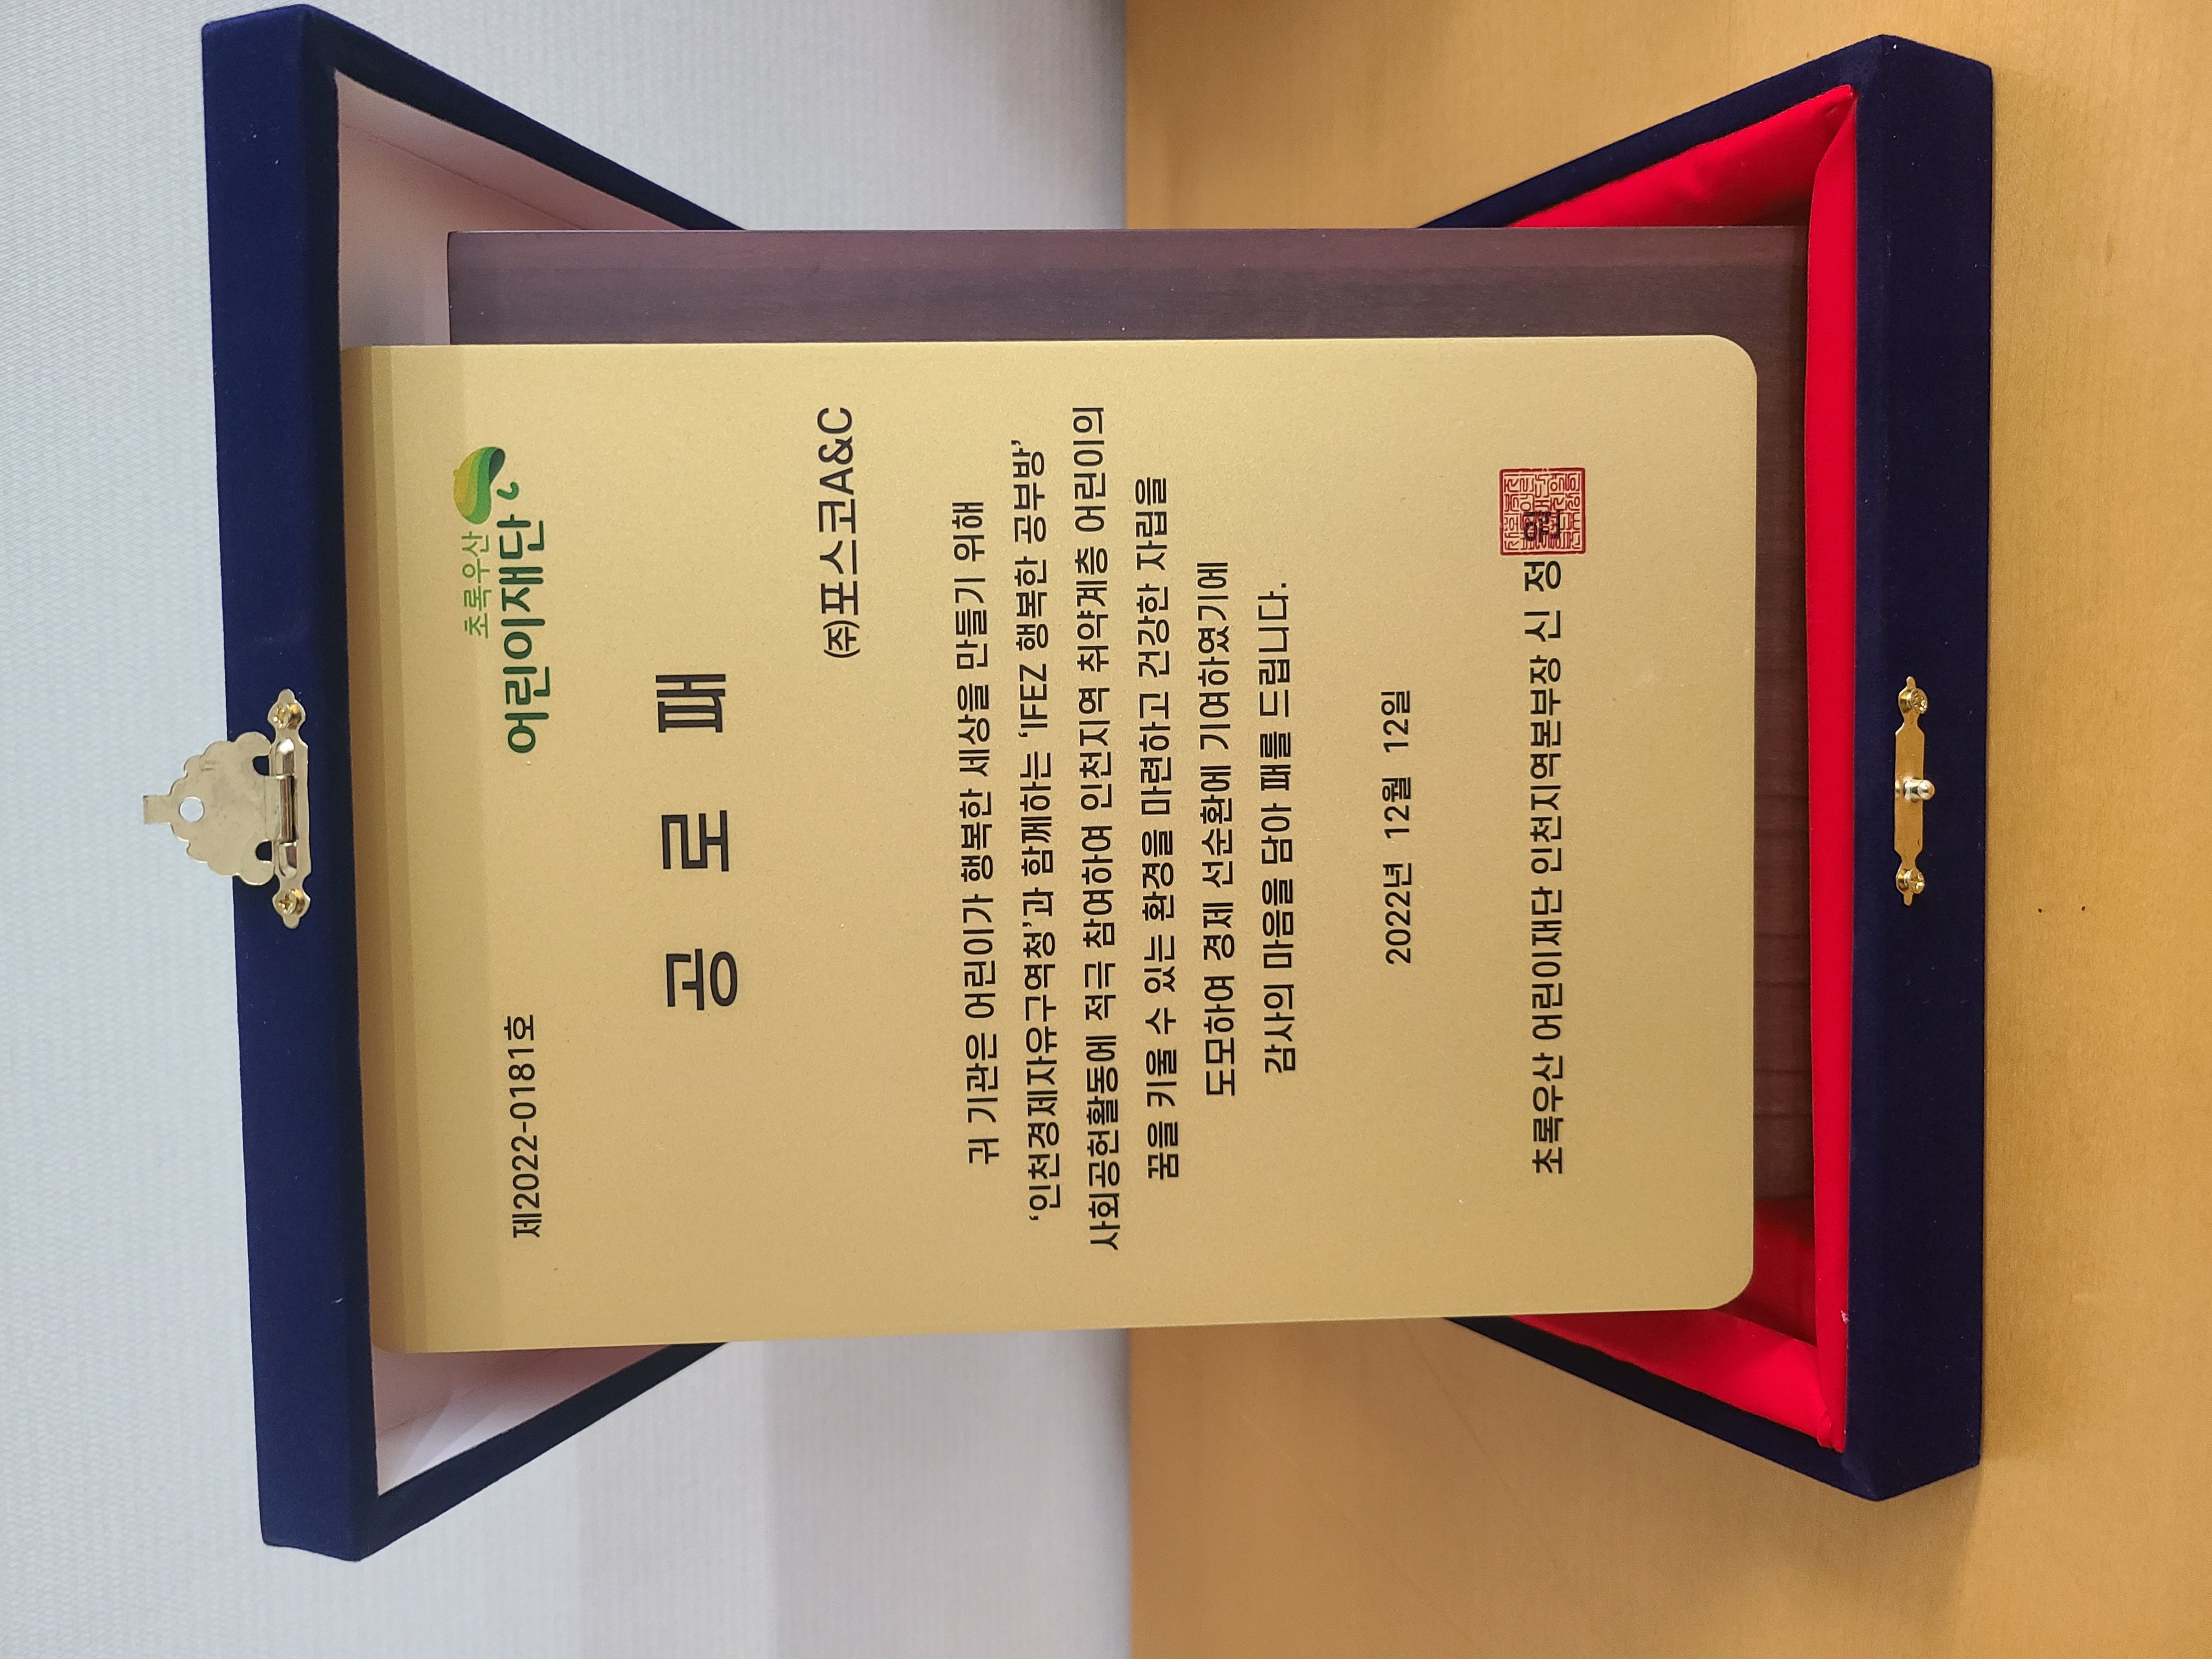 제2022-0181호
초록우산
어린이재단
공 로 패
㈜포스코A&C
귀 기관은 어린이가 행복한 세상을 만들기 위해
‘인천경제자유구역청’과 함께하는 ‘IFEZ 행복한 공부방’
사회공헌활동에 적극 참여하여 인천지역 취약계층 어린이의
꿈을 키울 수 있는 환경을 마련하고 건강한 자립을
도모하여 경제 선순환에 기여하였기에
감사의 마음을 담아 패를 드립니다.
2022년 12월 12일
초록우산 어린이재단 인천지역본부장 신 정